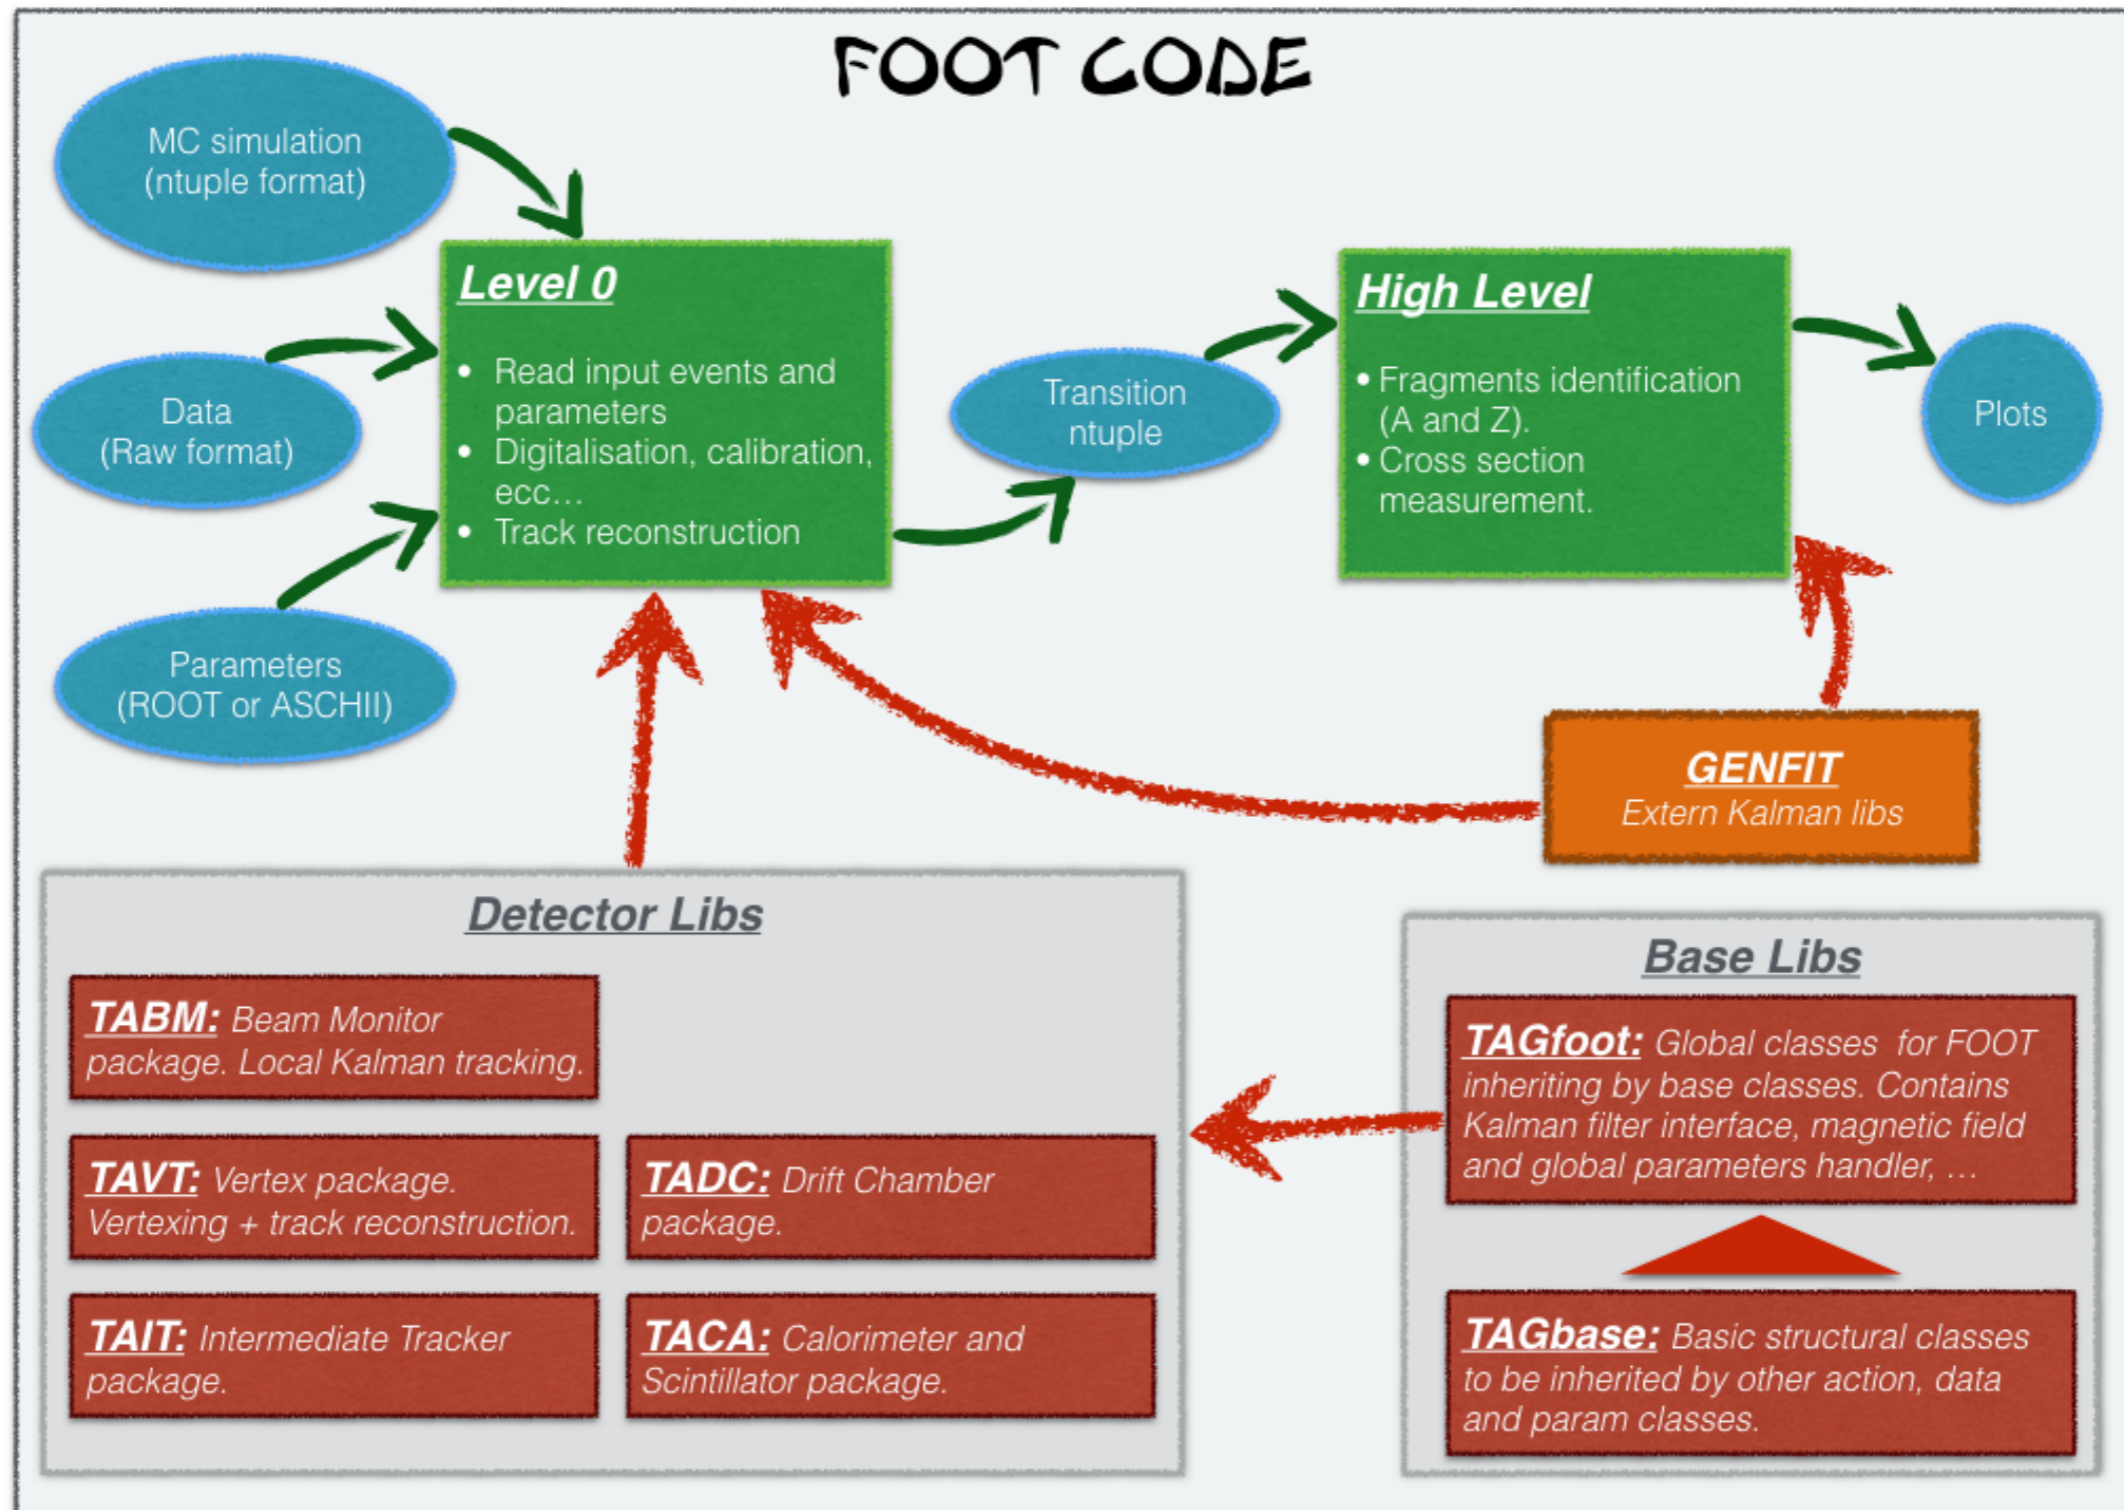 FOOT CODE
MC simulation
(ntuple format)
Data
(Raw format)
Parameters
(ROOT or ASCHII)
Level 0
• Read input events and
parameters
• Digitalisation, calibration,
ecc...
• Track reconstruction
Transition
ntuple
High Level
• Fragments identification
(A and Z).
• Cross section
measurement.
Plots
GENFIT
Extern Kalman libs
Detector Libs
TABM: Beam Monitor
package. Local Kalman tracking.
TAVT: Vertex package.
Vertexing + track reconstruction.
TADC: Drift Chamber
package.
TAIT: Intermediate Tracker
package.
TACA: Calorimeter and
Scintillator package.
Base Libs
TAGfoot: Global classes for FOOT
inheriting by base classes. Contains
Kalman filter interface, magnetic field
and global parameters handler, ...
TAGbase: Basic structural classes
to be inherited by other action, data
and param classes.